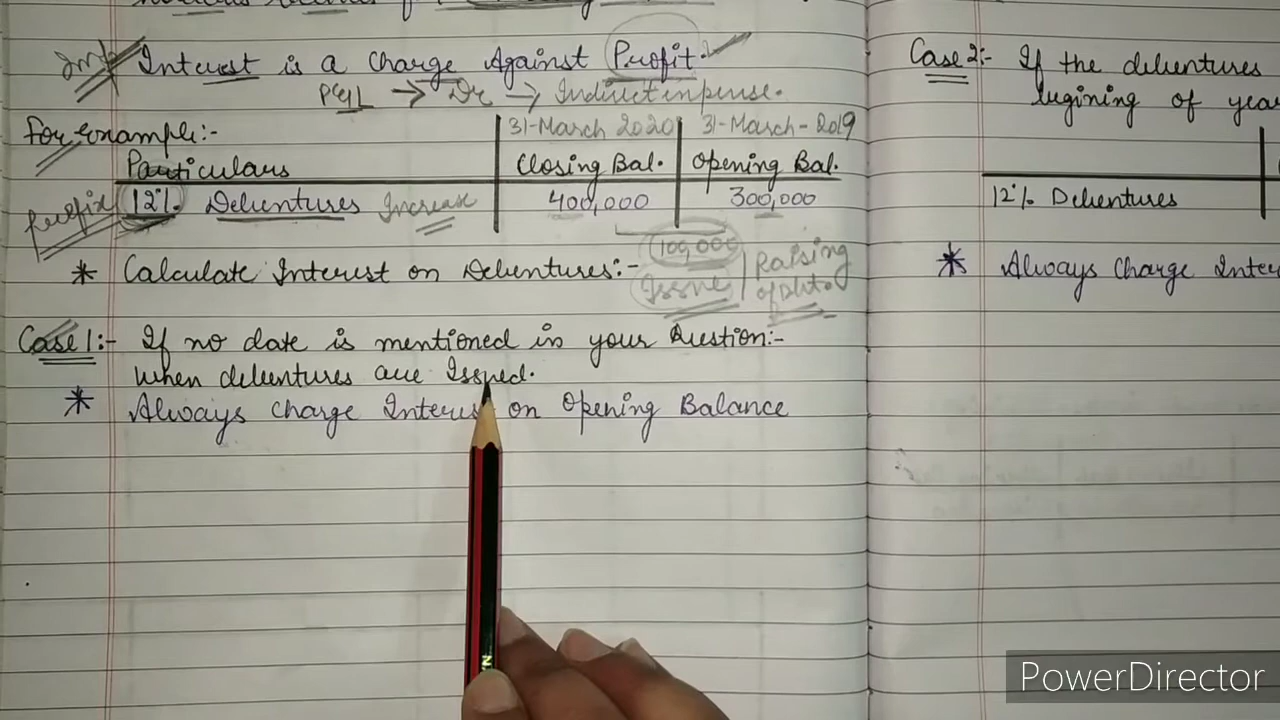 Imp Interest is a charge Against Profit.
P&L → Dr → Indirect expense.
for example:-
31-March 2020 31-March-2019
Particulars Closing Bal. Opening Bal.
Prefix 12% Debentures Increase 400,000 300,000
100,000
* Calculate Interest on Debentures:-
Issue Raising of Debt.
Case 1:- If no date is mentioned in your Question:-
when debentures are Issued.
* Always charge Interest on Opening Balance
Case 2:- If the debentures
begining of year
12% Debentures
* Always Charge Inter
PowerDirector